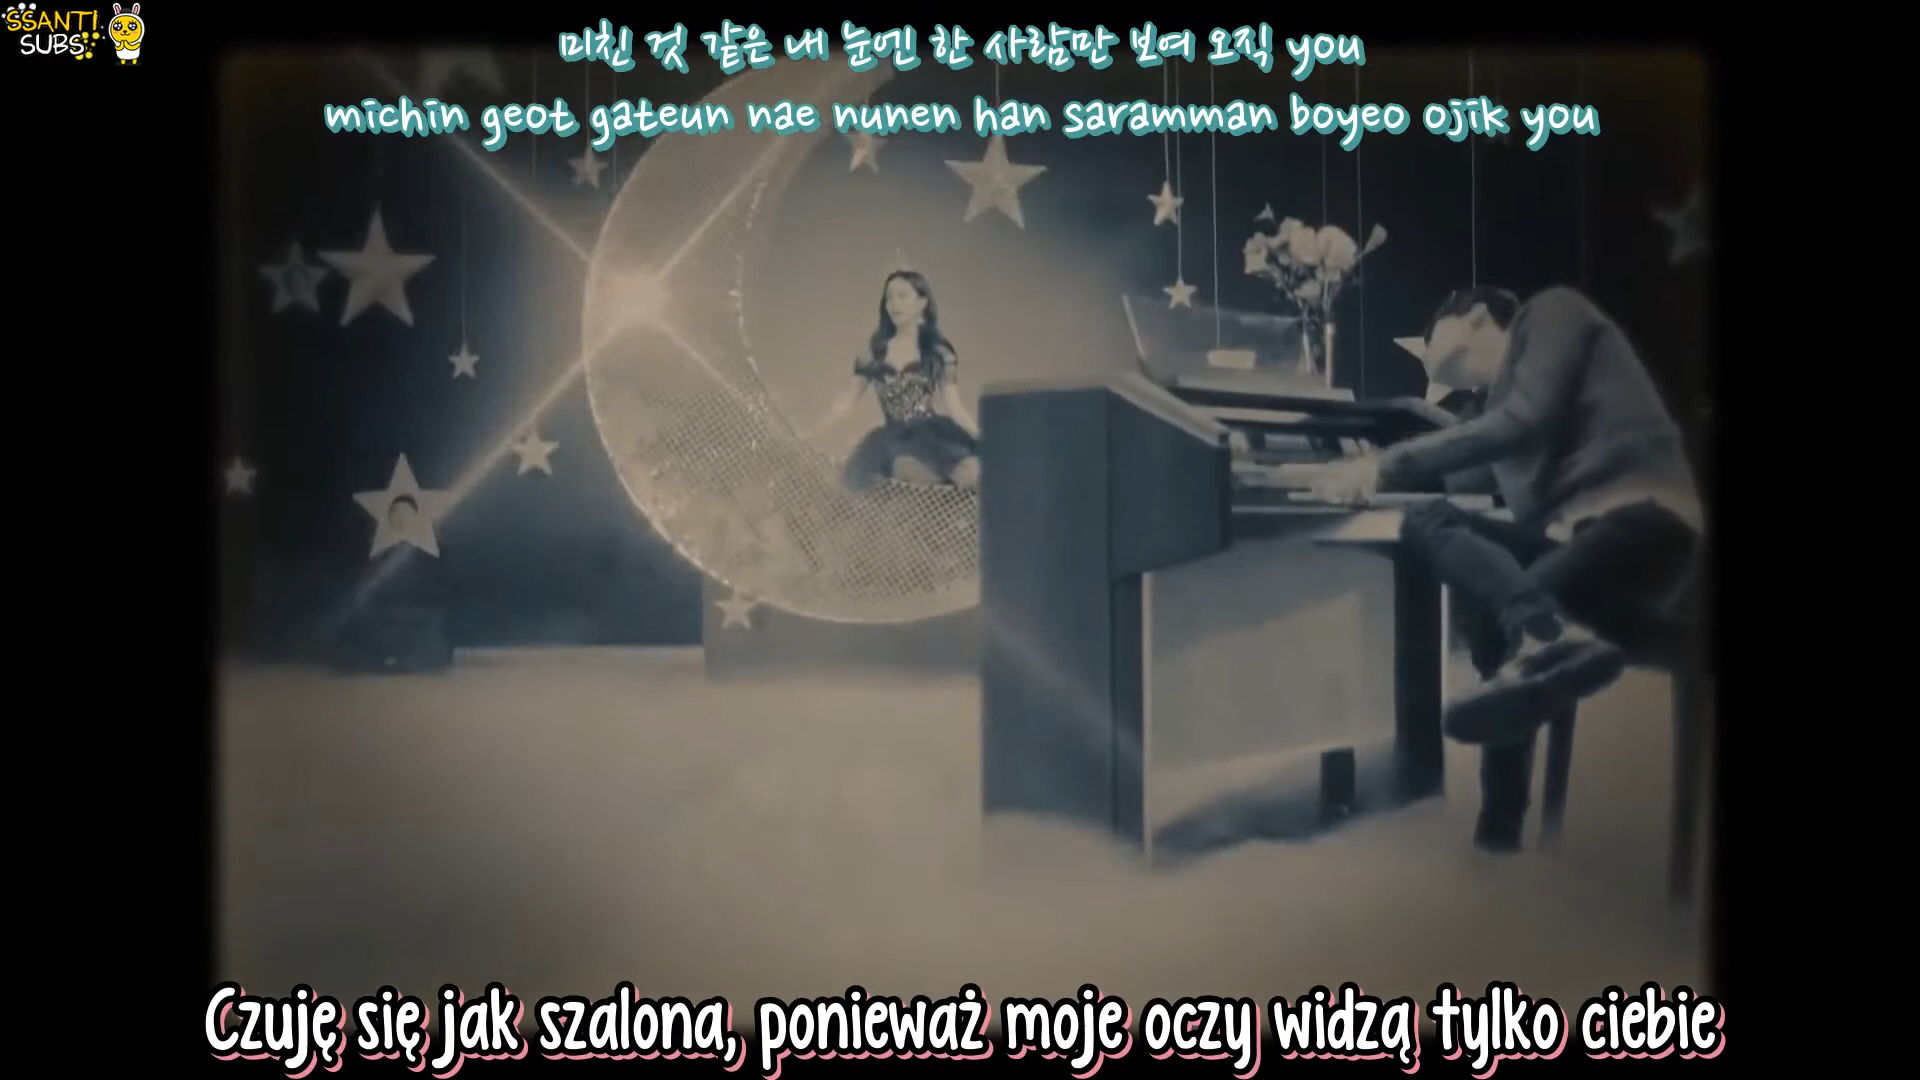 SSANTI
SUBS
미친 것 같은 내 눈엔 한 사람만 보여 오직 you
michin geot gateun nae nunen han saramman boyeo ojik you
Czuję się jak szalona, ponieważ moje oczy widzą tylko ciebie